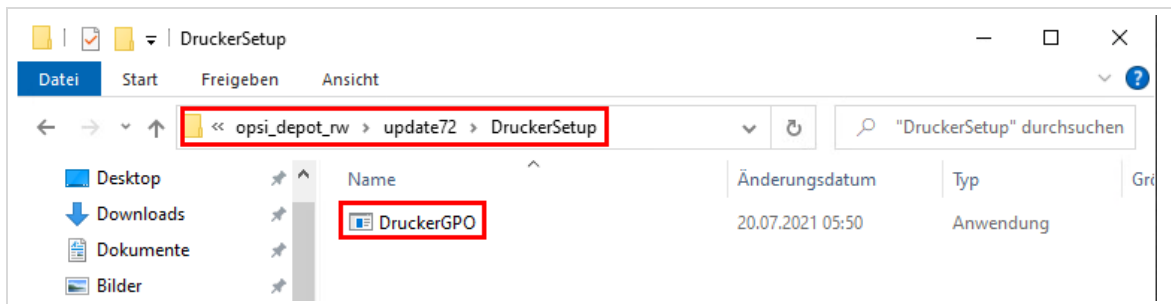 DruckerSetup
Datei Start Freigeben Ansicht
« opsi_depot_rw › update72 › DruckerSetup "DruckerSetup" durchsuchen
Desktop Name Änderungsdatum Typ Grö
Downloads DruckerGPO 20.07.2021 05:50 Anwendung
Dokumente
Bilder